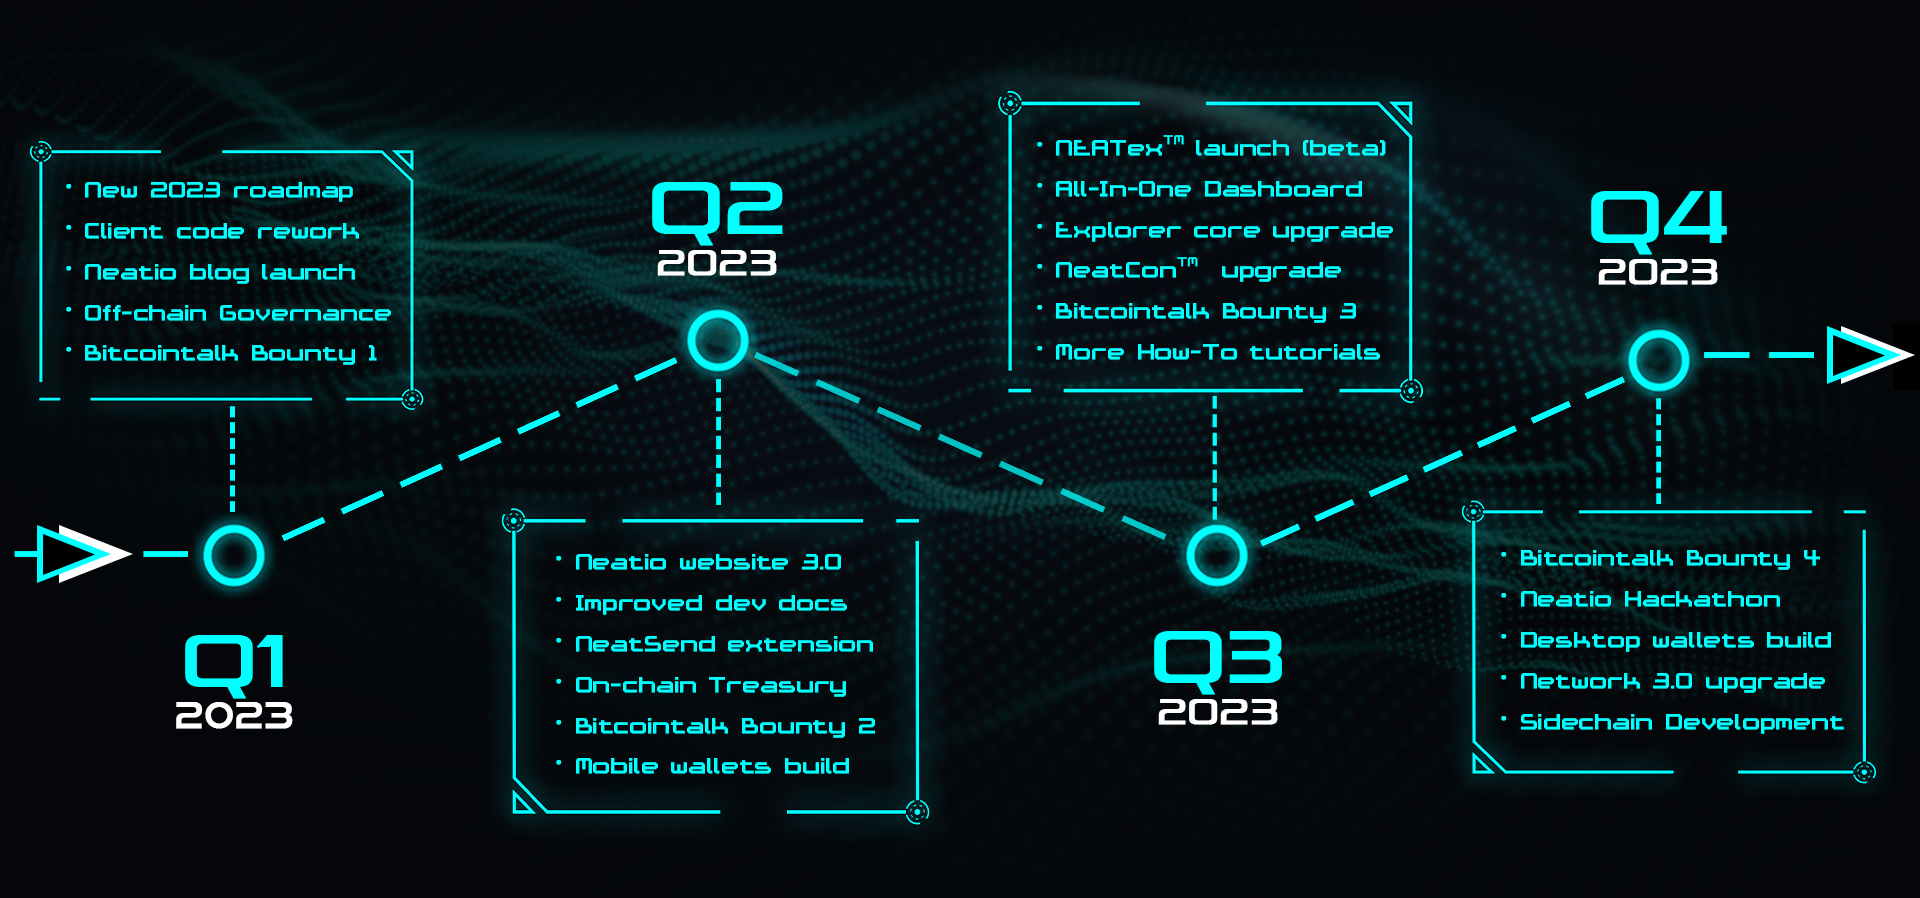 • New 2023 roadmap
• Client code rework
• Neatio blog launch
• Off-chain Governance
• Bitcointalk Bounty 1
Q1
2023
Q2
2023
• Neatio website 3.0
• Improved dev docs
• NeatSend extension
• On-chain Treasury
• Bitcointalk Bounty 2
• Mobile wallets build
• NEATex™ launch (beta)
• All-In-One Dashboard
• Explorer core upgrade
• NeatCon™ upgrade
• Bitcointalk Bounty 3
• More How-To tutorials
Q3
2023
Q4
2023
• Bitcointalk Bounty 4
• Neatio Hackathon
• Desktop wallets build
• Network 3.0 upgrade
• Sidechain Development